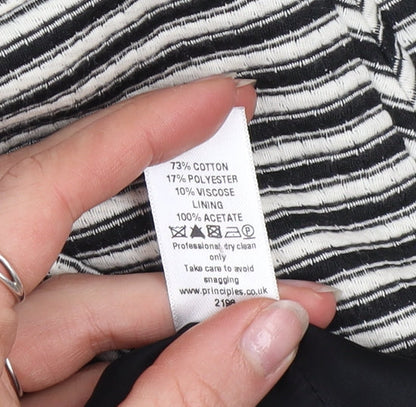 73% COTTON
17% POLYESTER
10% VISCOSE
LINING
100% ACETATE
Professional dry clean
only
Take care to avoid
snagging
www.principles.co.uk